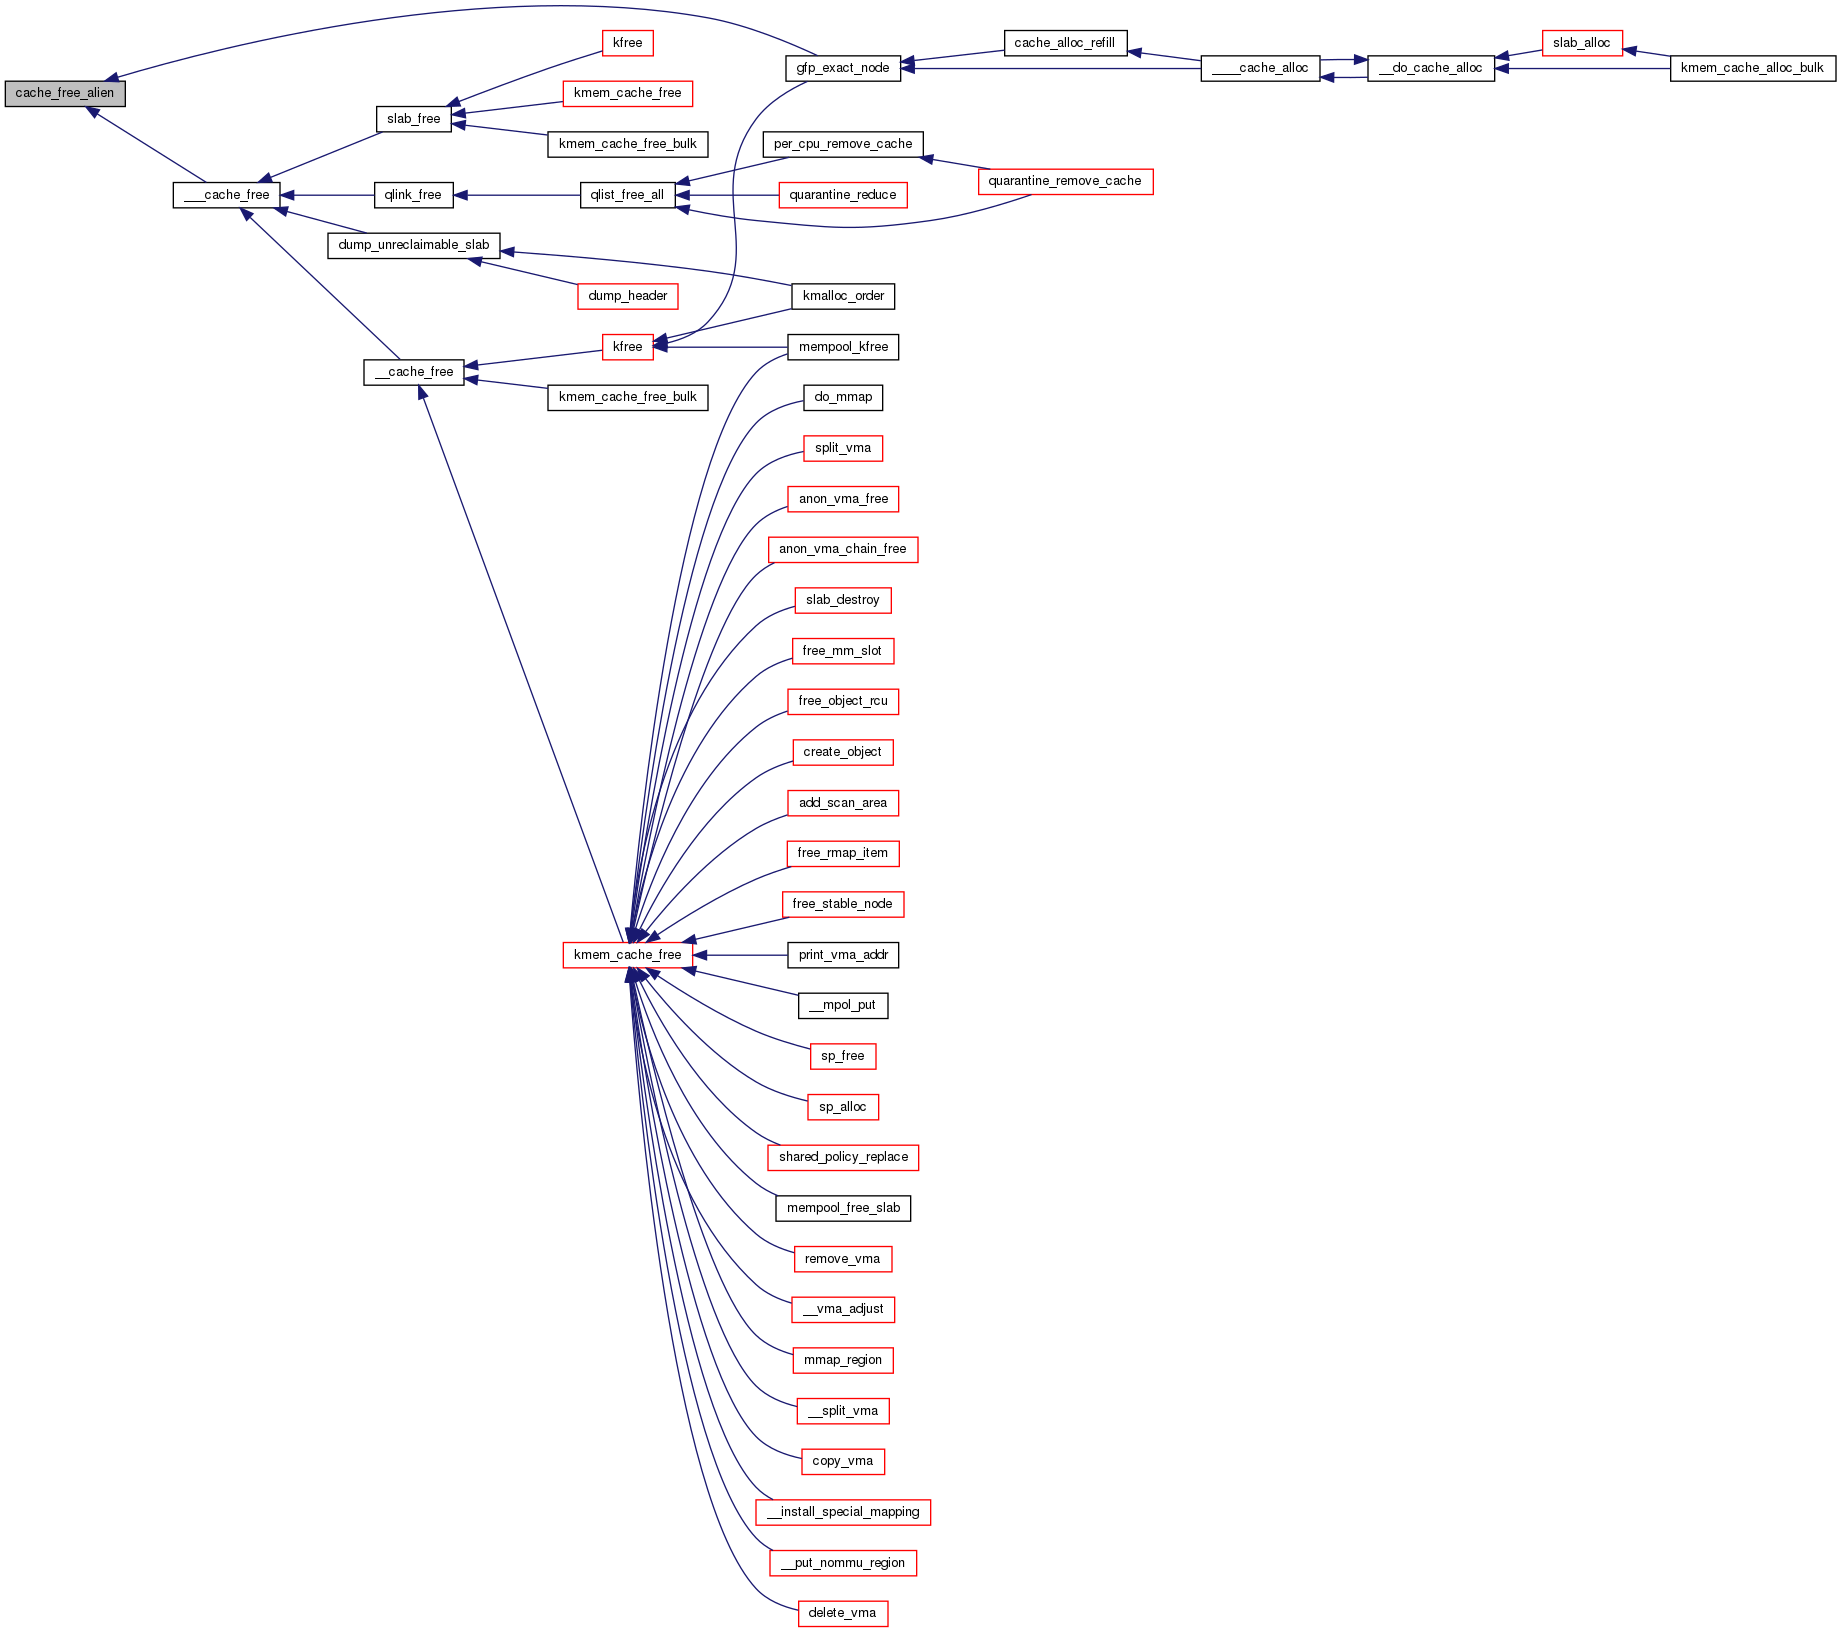 cache_free_alien
___cache_free
slab_free
qlink_free
dump_unreclaimable_slab
__cache_free
kfree
kmem_cache_free
kmem_cache_free_bulk
qlist_free_all
dump_header
kfree
kmem_cache_free_bulk
kmem_cache_free
gfp_exact_node
per_cpu_remove_cache
quarantine_reduce
kmalloc_order
mempool_kfree
do_mmap
split_vma
anon_vma_free
anon_vma_chain_free
slab_destroy
free_mm_slot
free_object_rcu
create_object
add_scan_area
free_rmap_item
free_stable_node
print_vma_addr
__mpol_put
sp_free
sp_alloc
shared_policy_replace
mempool_free_slab
remove_vma
__vma_adjust
mmap_region
__split_vma
copy_vma
__install_special_mapping
__put_nommu_region
delete_vma
cache_alloc_refill
quarantine_remove_cache
____cache_alloc
__do_cache_alloc
slab_alloc
kmem_cache_alloc_bulk